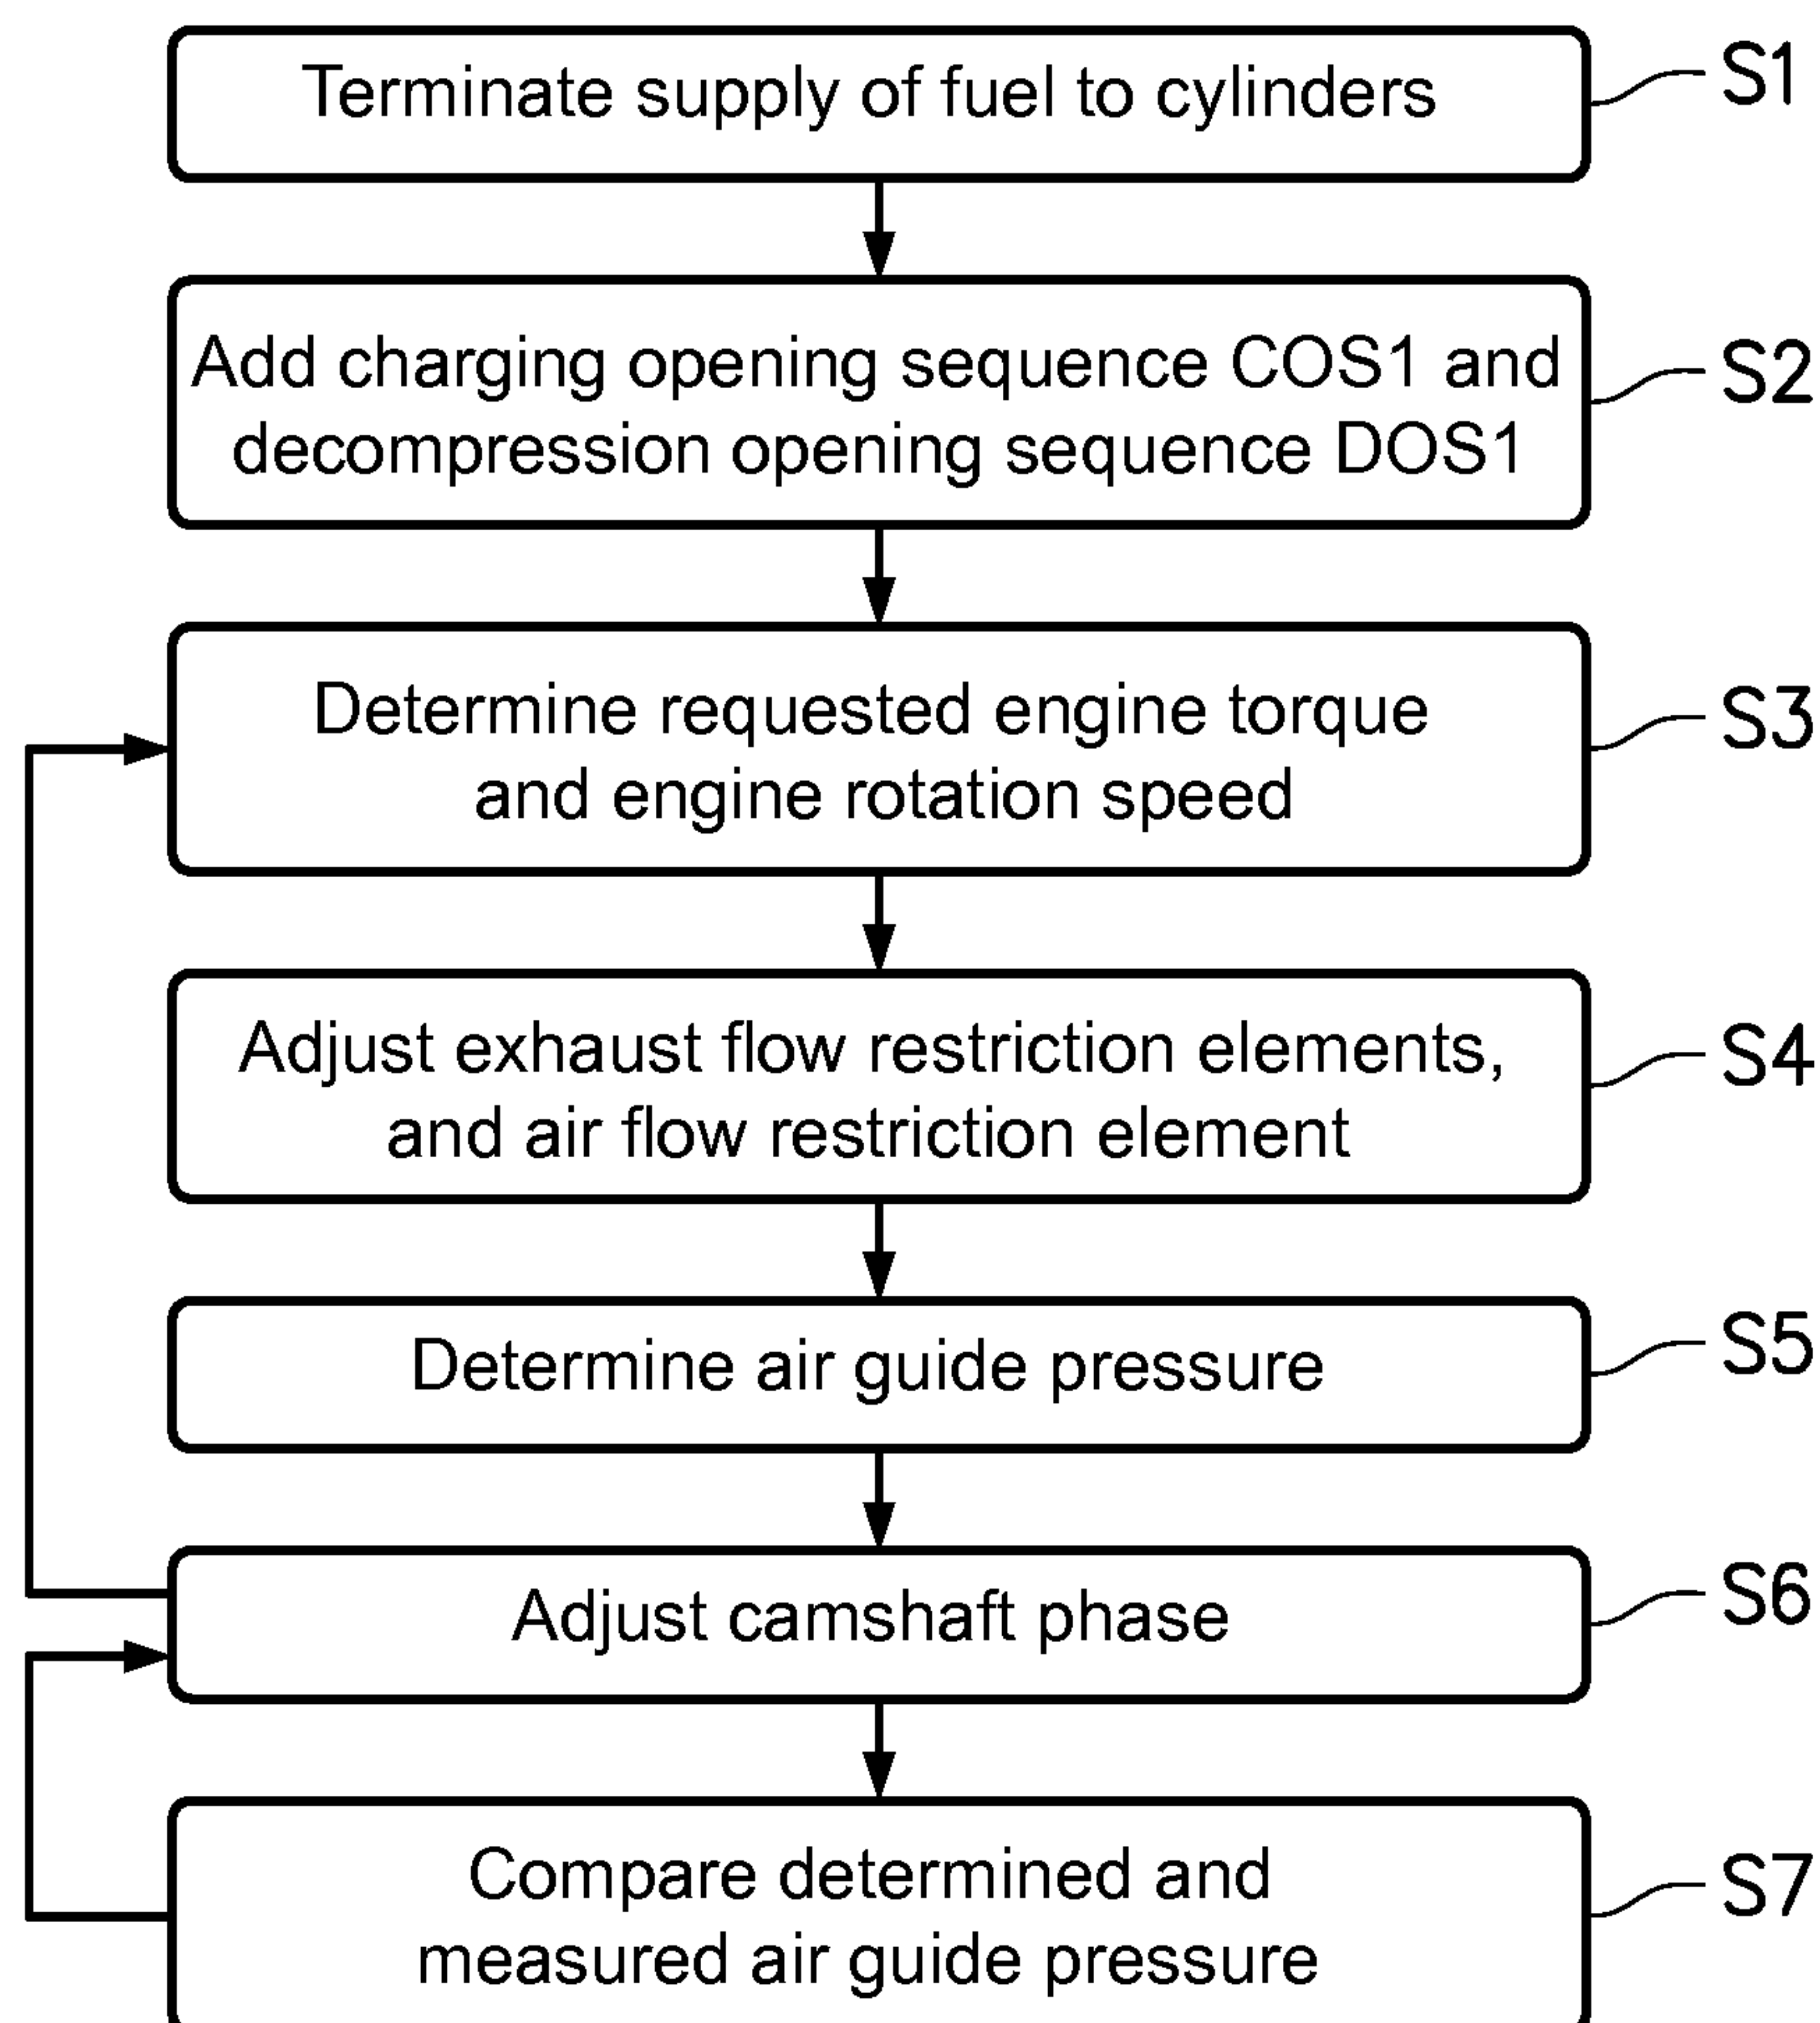 Terminate supply of fuel to cylinders
S1
Add charging opening sequence COS1 and
decompression opening sequence DOS1
S2
Determine requested engine torque
and engine rotation speed
S3
Adjust exhaust flow restriction elements,
and air flow restriction element
S4
Determine air guide pressure
S5
Adjust camshaft phase
S6
Compare determined and
measured air guide pressure
S7